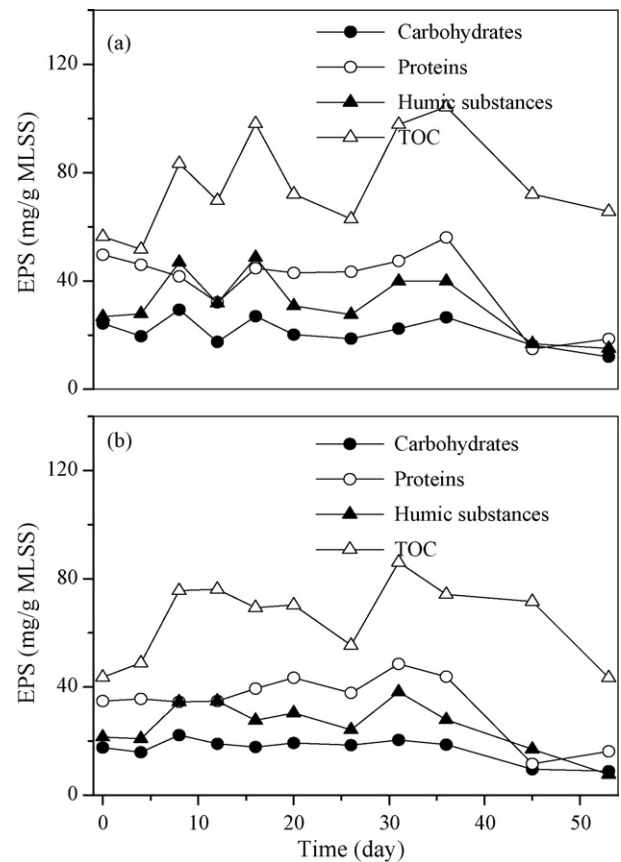 (a)
Carbohydrates
Proteins
Humic substances
TOC
120
80
40
0
EPS (mg/g MLSS)
(b)
Carbohydrates
Proteins
Humic substances
TOC
120
80
40
0
EPS (mg/g MLSS)
0 10 20 30 40 50
Time (day)